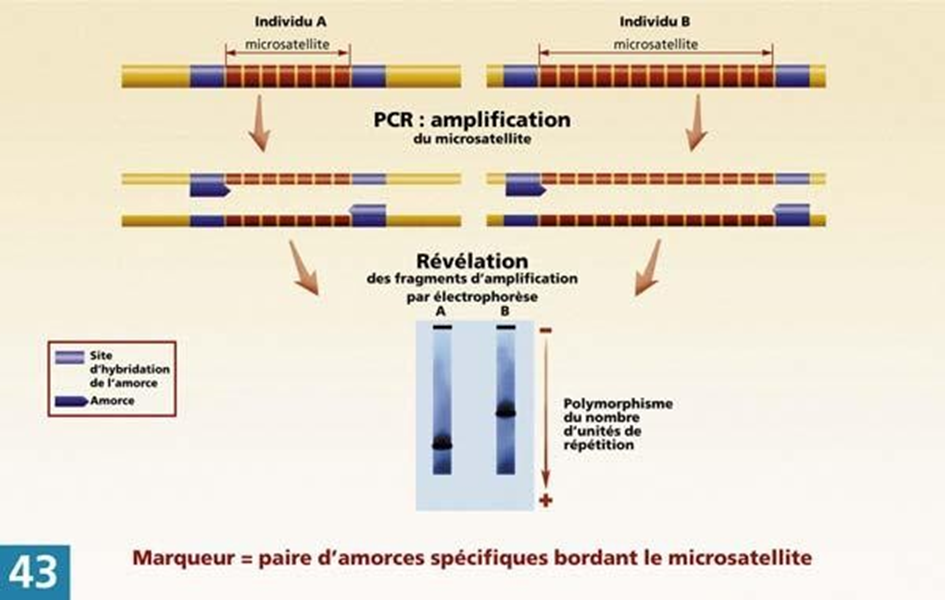 Individu A
Individu B
microsatellite
microsatellite
PCR : amplification
du microsatellite
Révélation
des fragments d'amplification
par électrophorèse
A
B
-
Site
d'hybridation
de l'amorce
Amorce
Polymorphisme
du nombre
d'unités de
répétition
+
Marqueur = paire d'amorces spécifiques bordant le microsatellite
43